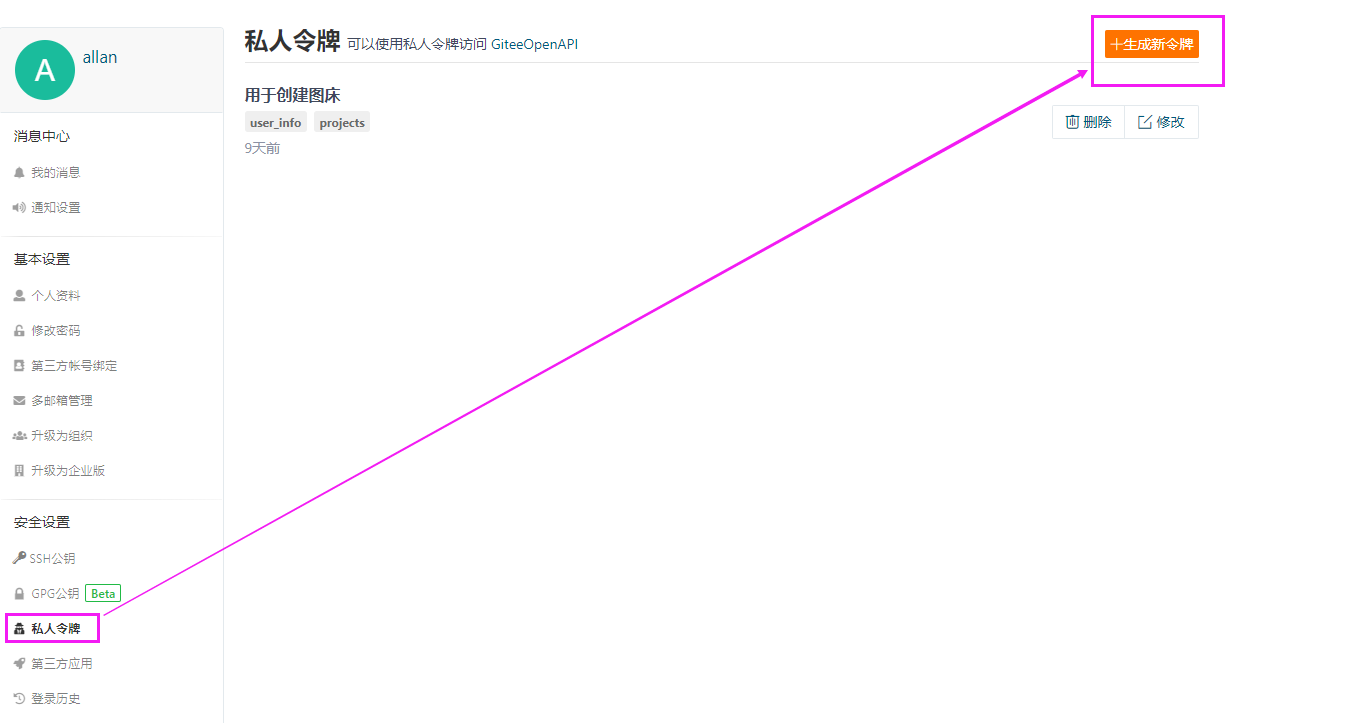 A
allan
消息中心
我的消息
通知设置
基本设置
个人资料
修改密码
第三方帐号绑定
多邮箱管理
升级为组织
升级为企业版
安全设置
SSH公钥
GPG公钥 Beta
私人令牌
第三方应用
登录历史
私人令牌 可以使用私人令牌访问 GiteeOpenAPI
+生成新令牌
用于创建图床
user_info projects
删除 修改
9天前